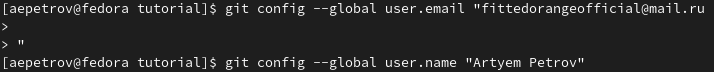 [aepetrov@fedora tutorial]$ git config --global user.email "fittedorangeofficial@mail.ru
>
> "
[aepetrov@fedora tutorial]$ git config --global user.name "Artyem Petrov"